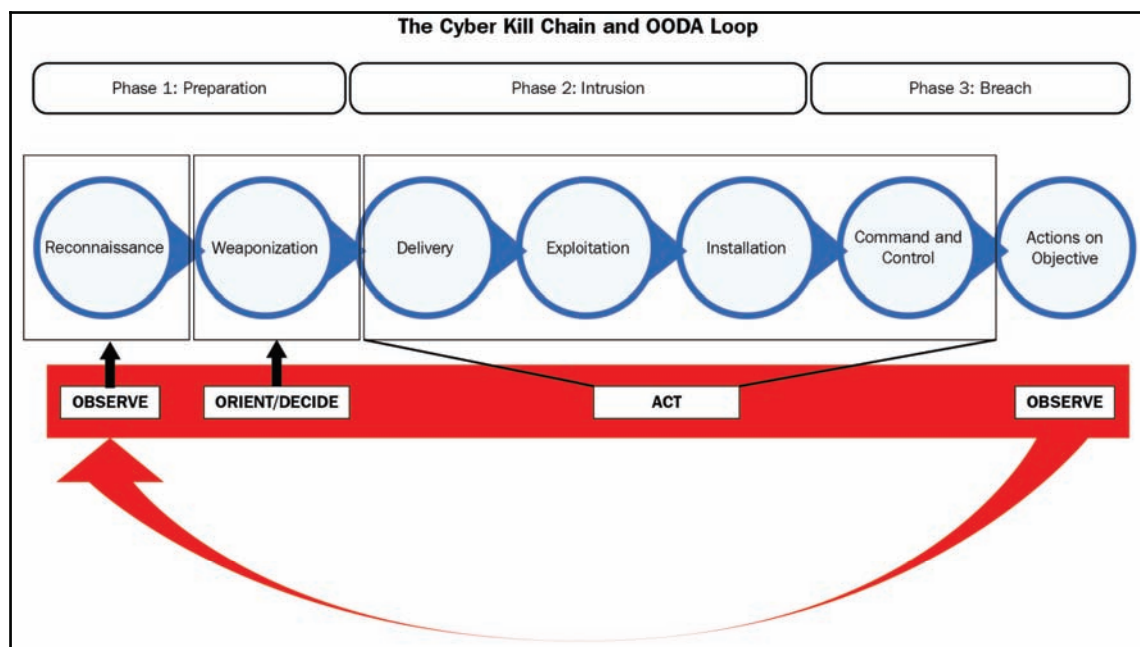 The Cyber Kill Chain and OODA Loop
Phase 1: Preparation
Phase 2: Intrusion
Phase 3: Breach
Reconnaissance
Weaponization
Delivery
Exploitation
Installation
Command and
Control
Actions on
Objective
OBSERVE
ORIENT/DECIDE
ACT
OBSERVE